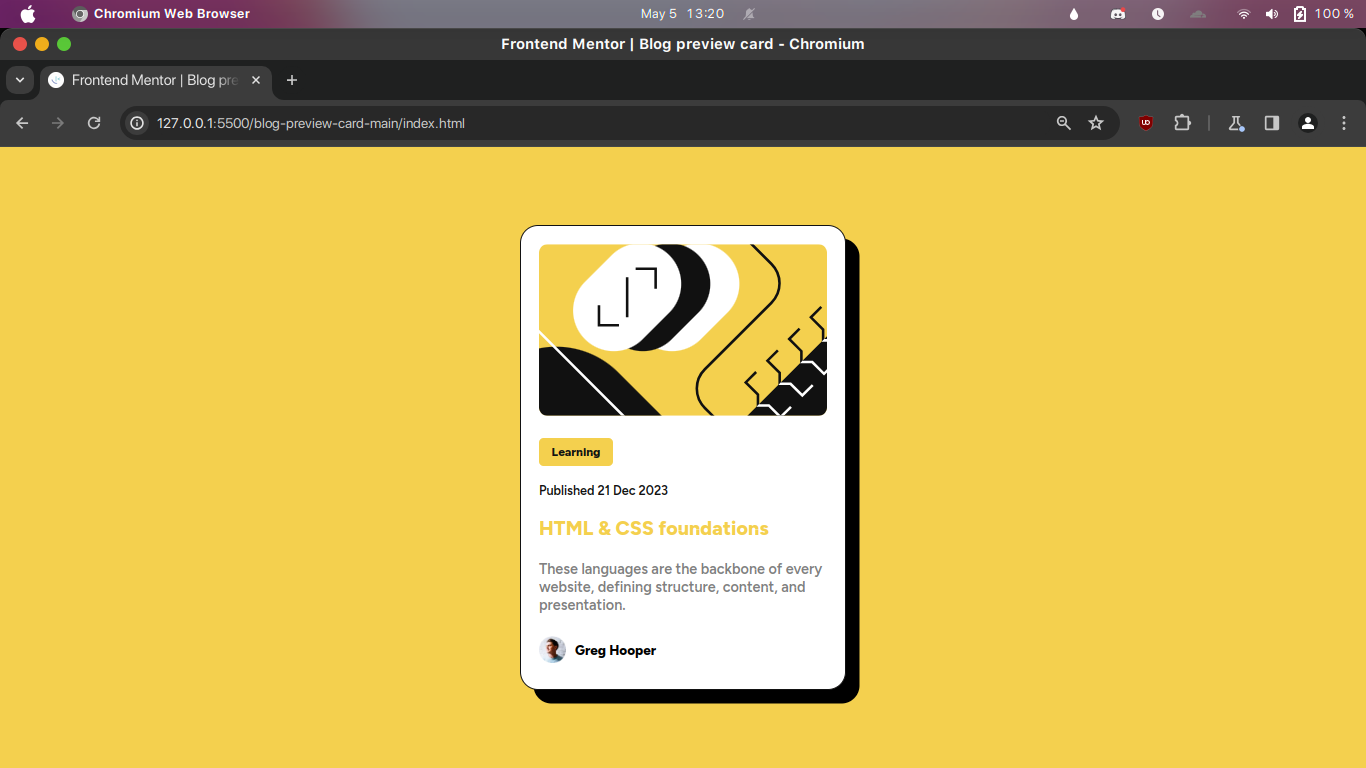 Chromium Web Browser May 5 13:20 100 %
Frontend Mentor | Blog preview card - Chromium
Frontend Mentor | Blog pre
127.0.0.1:5500/blog-preview-card-main/index.html
Learning
Published 21 Dec 2023
HTML & CSS foundations
These languages are the backbone of every
website, defining structure, content, and
presentation.
Greg Hooper